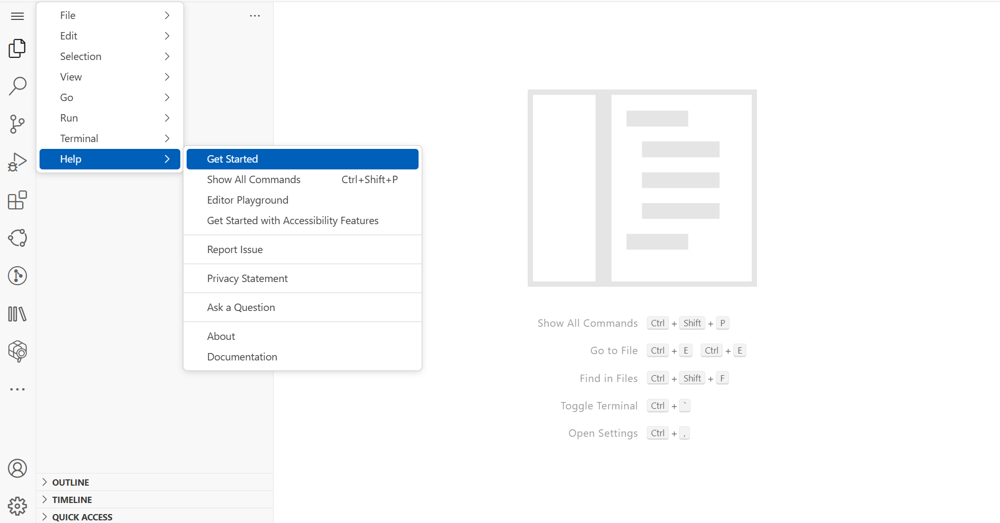 File
Edit
Selection
View
Go
Run
Terminal
Help
Get Started
Show All Commands Ctrl+Shift+P
Editor Playground
Get Started with Accessibility Features
Report Issue
Privacy Statement
Ask a Question
About
Documentation
Show All Commands Ctrl + Shift + P
Go to File Ctrl + E Ctrl + E
Find in Files Ctrl + Shift + F
Toggle Terminal Ctrl + `
Open Settings Ctrl + ,
OUTLINE
TIMELINE
QUICK ACCESS